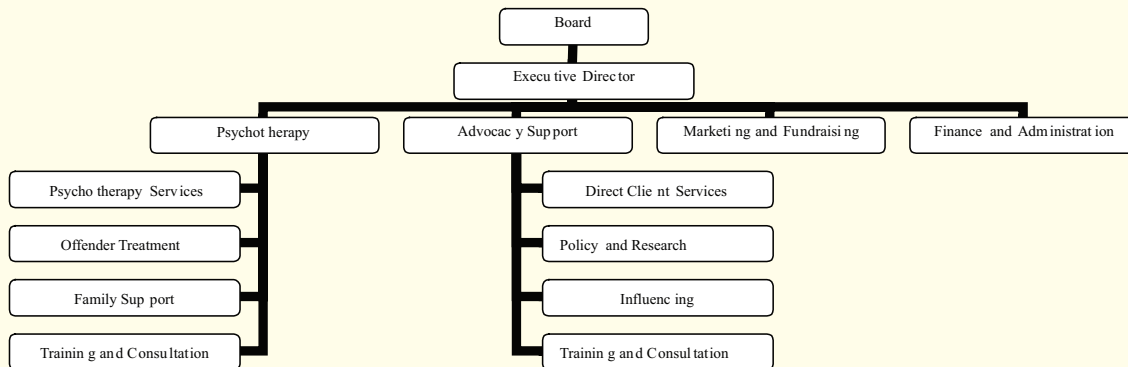 Board
Executive Director
Psychotherapy
Advocacy Support
Marketing and Fundraising
Finance and Administration
Psychotherapy Services
Direct Client Services
Offender Treatment
Policy and Research
Family Support
Influencing
Training and Consultation
Training and Consultation